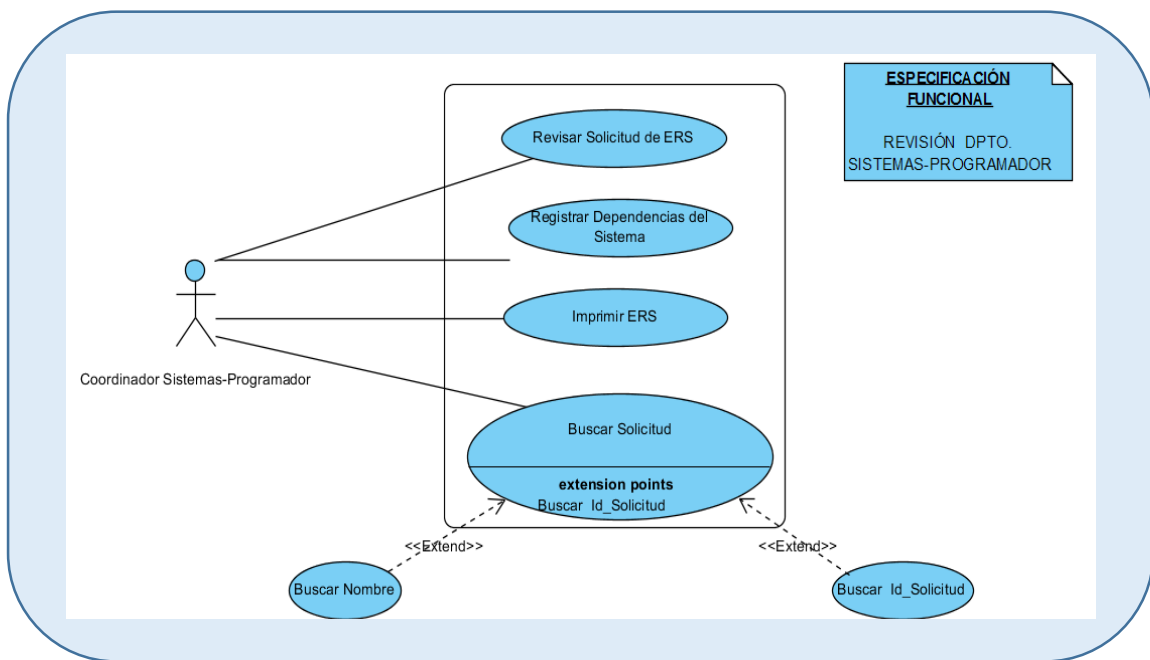 ESPECIFICACIÓN
FUNCIONAL
REVISIÓN DPTO.
SISTEMAS-PROGRAMADOR
Revisar Solicitud de ERS
Registrar Dependencias del
Sistema
Imprimir ERS
Coordinador Sistemas-Programador
Buscar Solicitud
extension points
Buscar Id_Solicitud
<<Extend>>
<<Extend>>
Buscar Nombre
Buscar Id_Solicitud